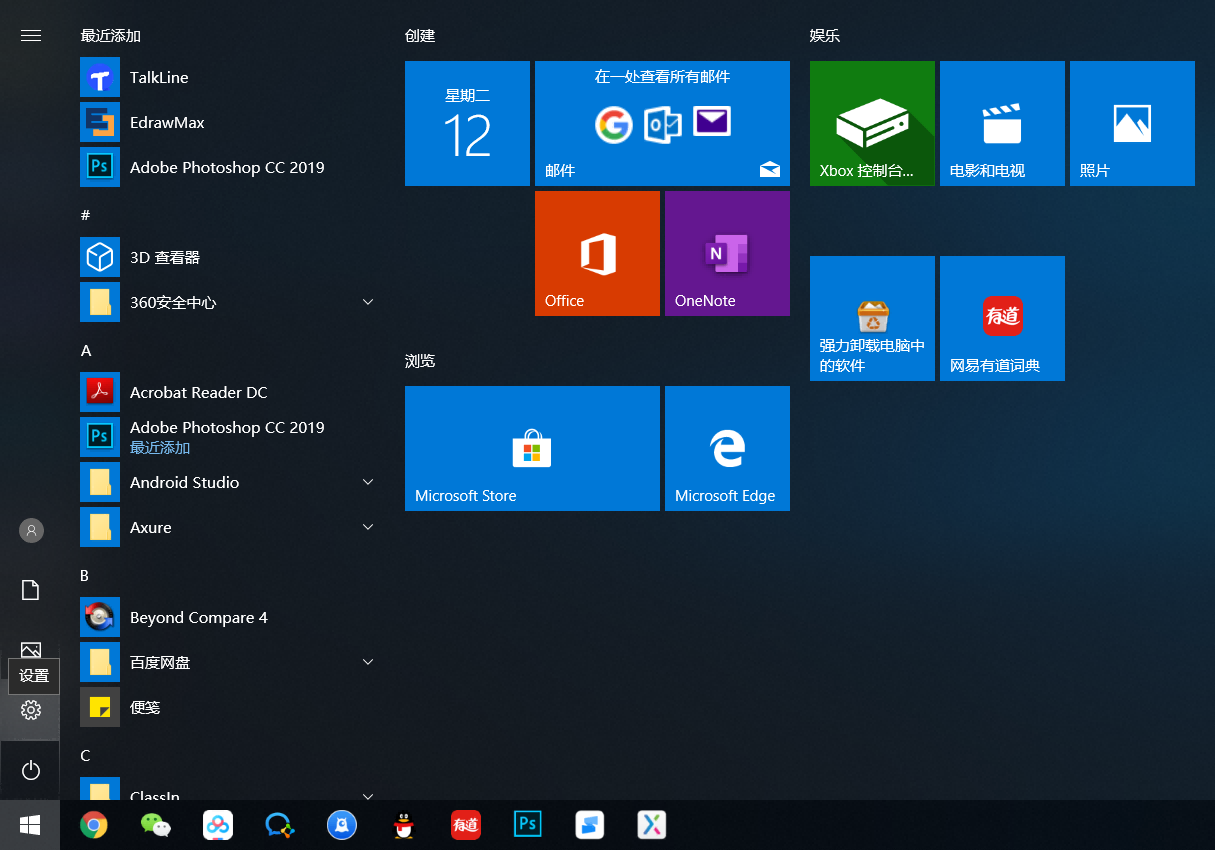 最近添加
TalkLine
EdrawMax
Adobe Photoshop CC 2019
#
3D 查看器
360安全中心
A
Acrobat Reader DC
Adobe Photoshop CC 2019
最近添加
Android Studio
Axure
B
Beyond Compare 4
百度网盘
便笺
C
ClassIn
设置
创建
星期二
12
在一处查看所有邮件
邮件
Office
OneNote
浏览
Microsoft Store
Microsoft Edge
娱乐
Xbox 控制台...
电影和电视
照片
强力卸载电脑中
的软件
有道
网易有道词典
有道
Ps